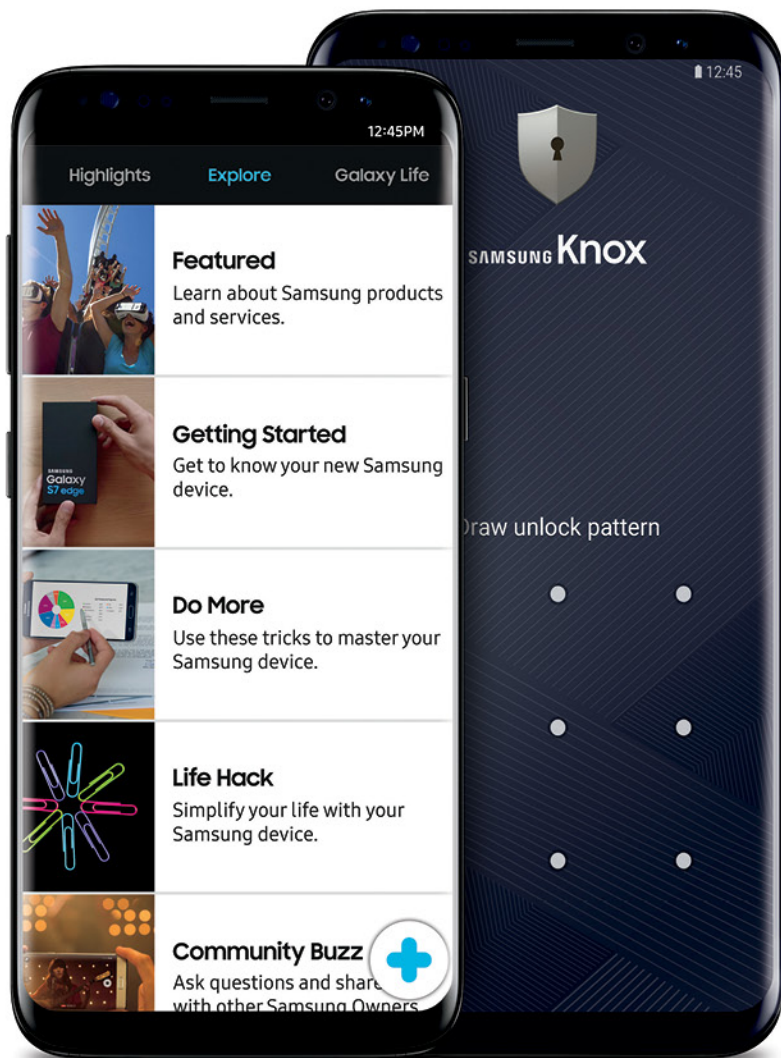 12:45PM
Highlights Explore Galaxy Life
Featured
Learn about Samsung products
and services.
SAMSUNG
Galaxy
S7 edge
Getting Started
Get to know your new Samsung
device.
Do More
Use these tricks to master your
Samsung device.
Life Hack
Simplify your life with your
Samsung device.
Community Buzz
Ask questions and share
with other Samsung Owners
12:45
SAMSUNG Knox
Draw unlock pattern